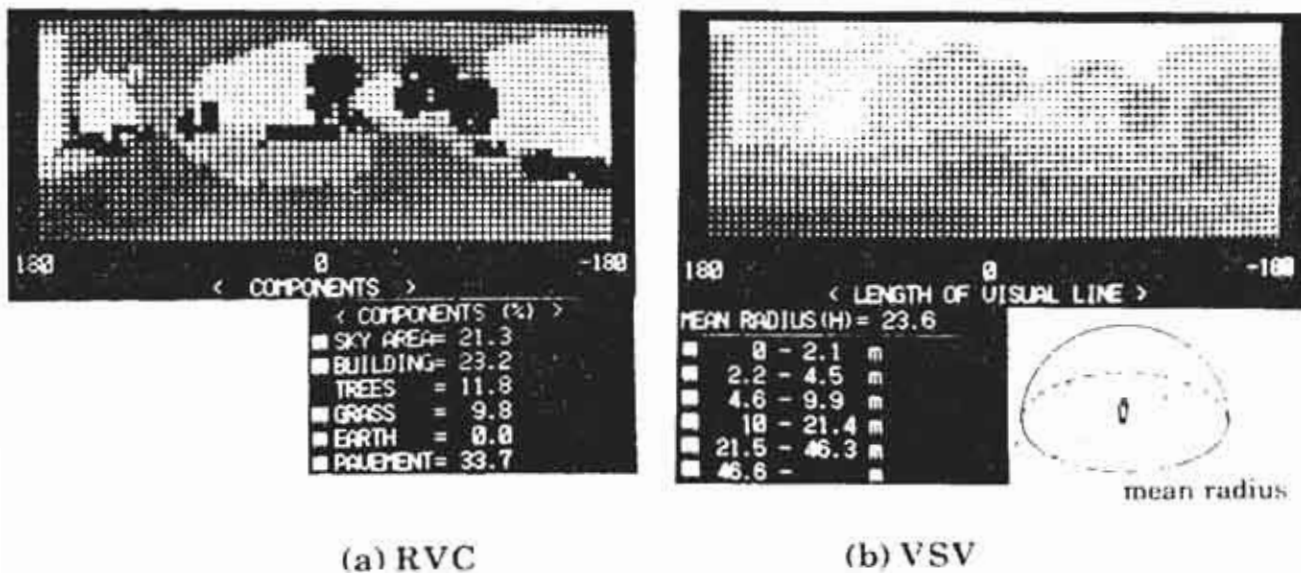 180 0 -180
< COMPONENTS >
< COMPONENTS (%) >
SKY AREA= 21.3
BUILDING= 23.2
TREES = 11.8
GRASS = 9.8
EARTH = 0.0
PAVEMENT= 33.7
(a) RVC
180 0 -180
< LENGTH OF VISUAL LINE >
MEAN RADIUS(H)= 23.6
0 - 2.1 m
2.2 - 4.5 m
4.6 - 9.9 m
10 - 21.4 m
21.5 - 46.3 m
46.6 - m
mean radius
(b) VSV